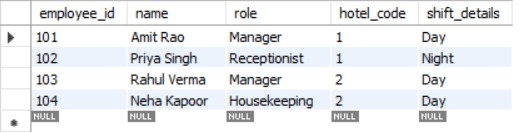 employee_id name role hotel_code shift_details
101 Amit Rao Manager 1 Day
102 Priya Singh Receptionist 1 Night
103 Rahul Verma Manager 2 Day
104 Neha Kapoor Housekeeping 2 Day
NULL NULL NULL NULL NULL